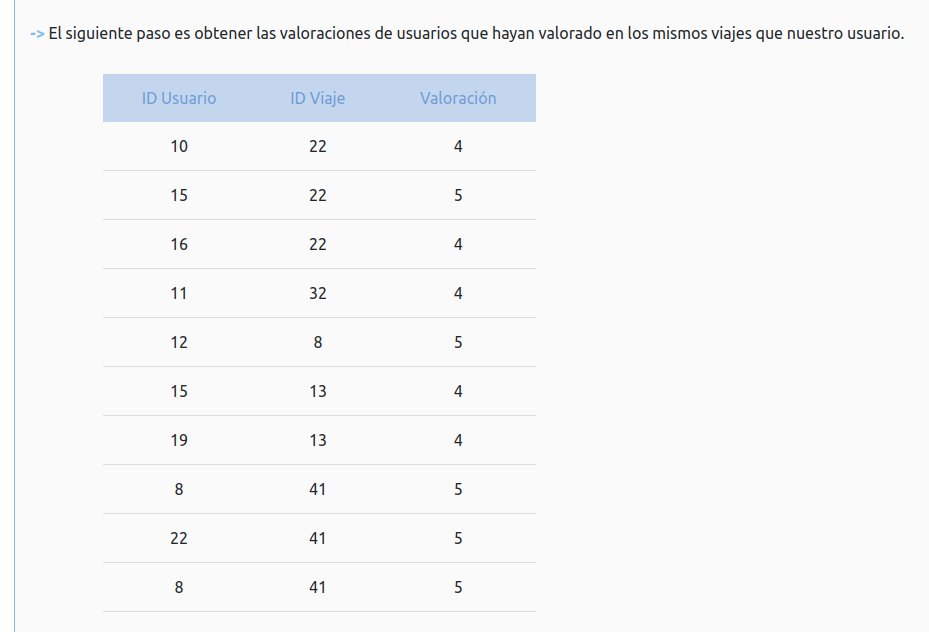 -> El siguiente paso es obtener las valoraciones de usuarios que hayan valorado en los mismos viajes que nuestro usuario.
ID Usuario ID Viaje Valoración
10 22 4
15 22 5
16 22 4
11 32 4
12 8 5
15 13 4
19 13 4
8 41 5
22 41 5
8 41 5